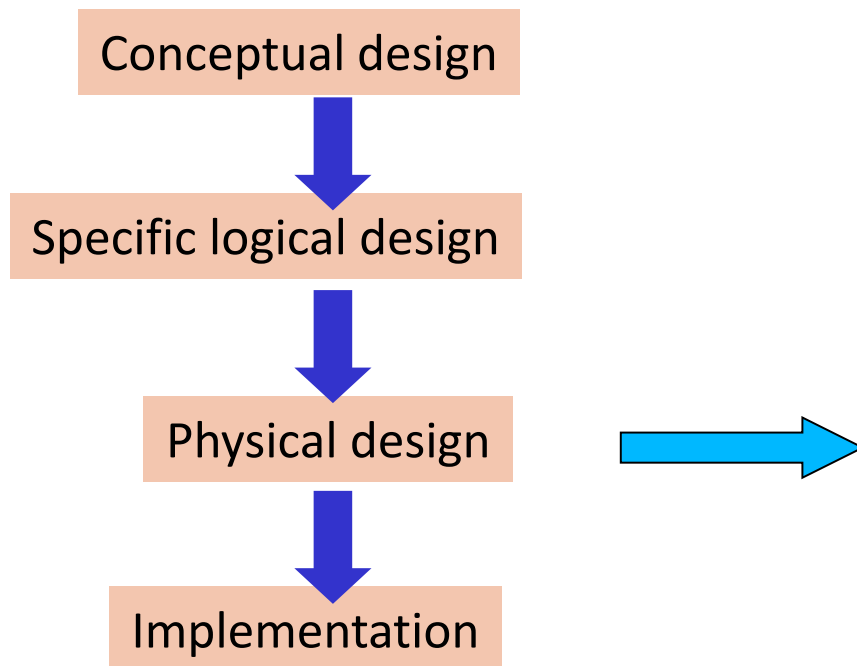 Conceptual design
Specific logical design
Physical design
Implementation